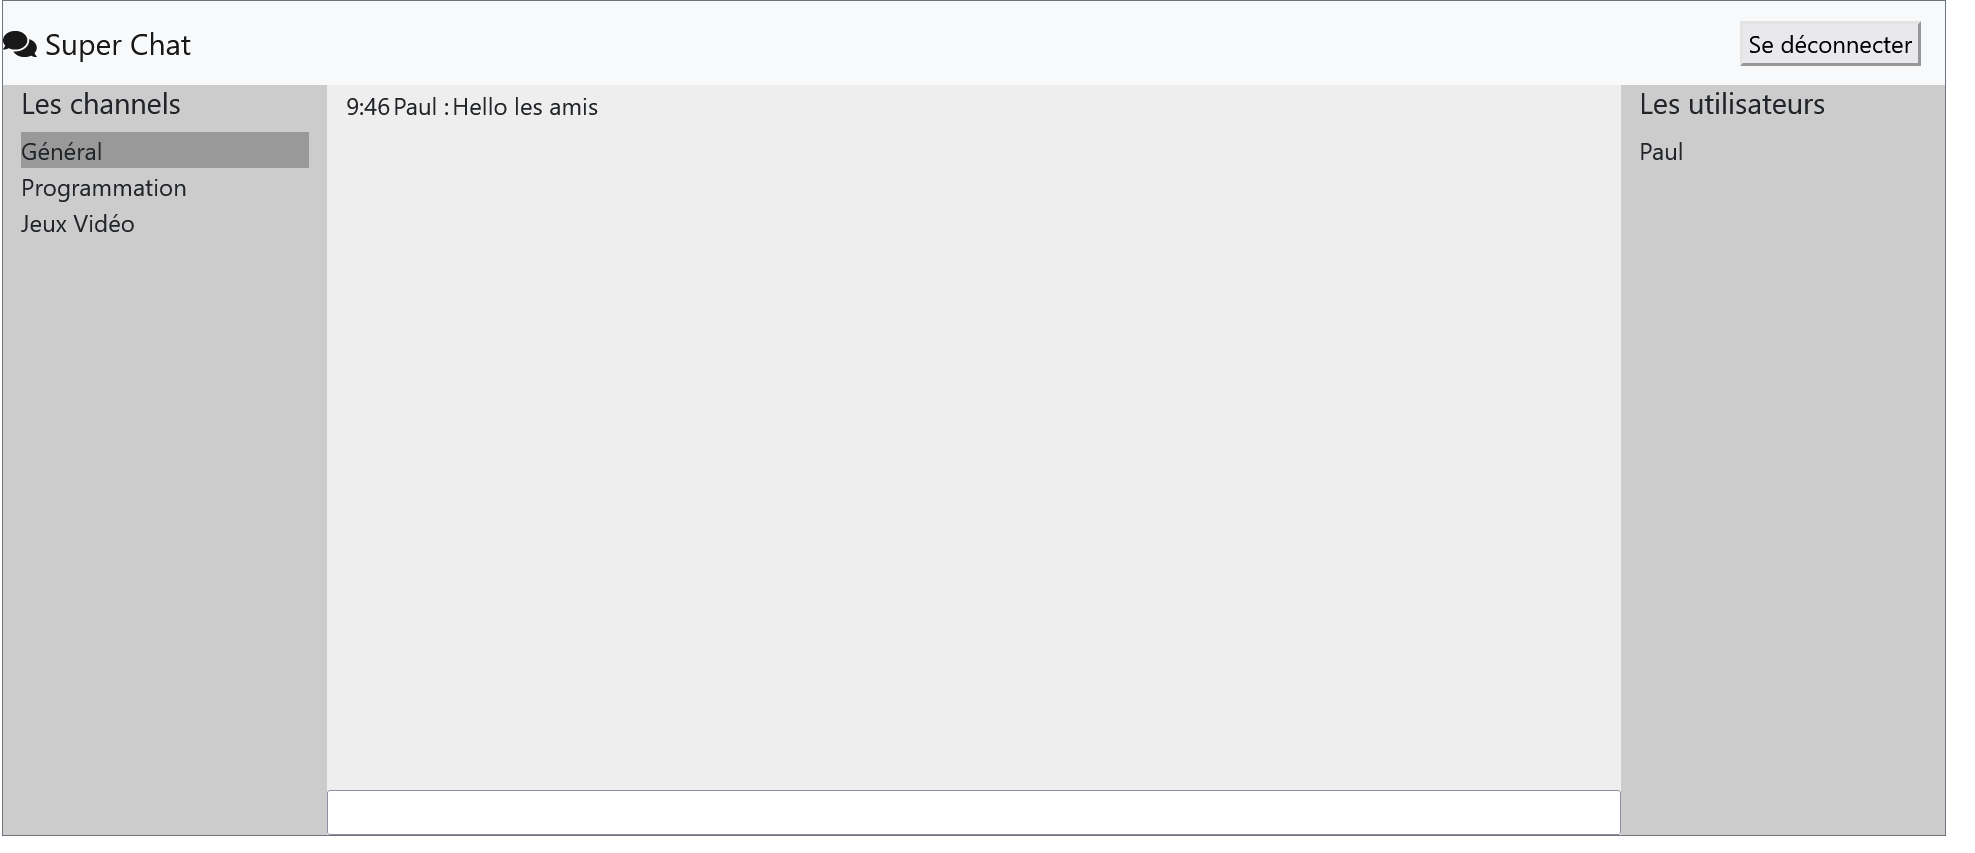 Super Chat
Se déconnecter
Les channels
Général
Programmation
Jeux Vidéo
9:46 Paul : Hello les amis
Les utilisateurs
Paul